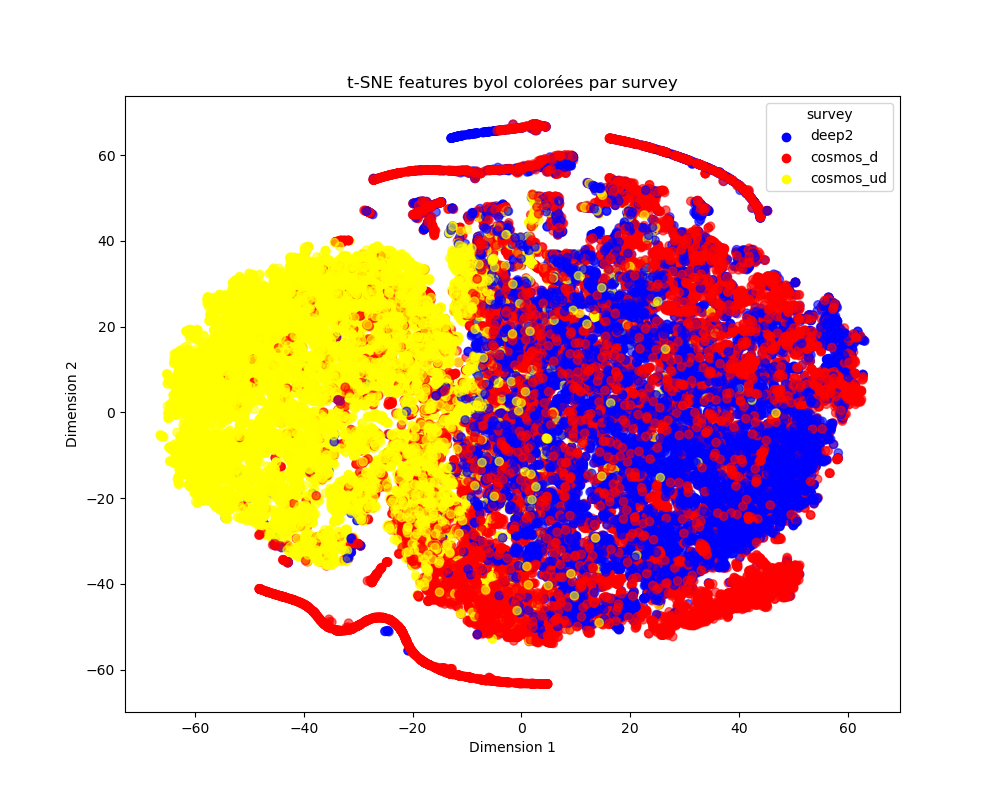 t-SNE features byol colorées par survey
survey
deep2
cosmos_d
cosmos_ud
60
40
20
0
−20
−40
−60
Dimension 2
−60
−40
−20
0
20
40
60
Dimension 1